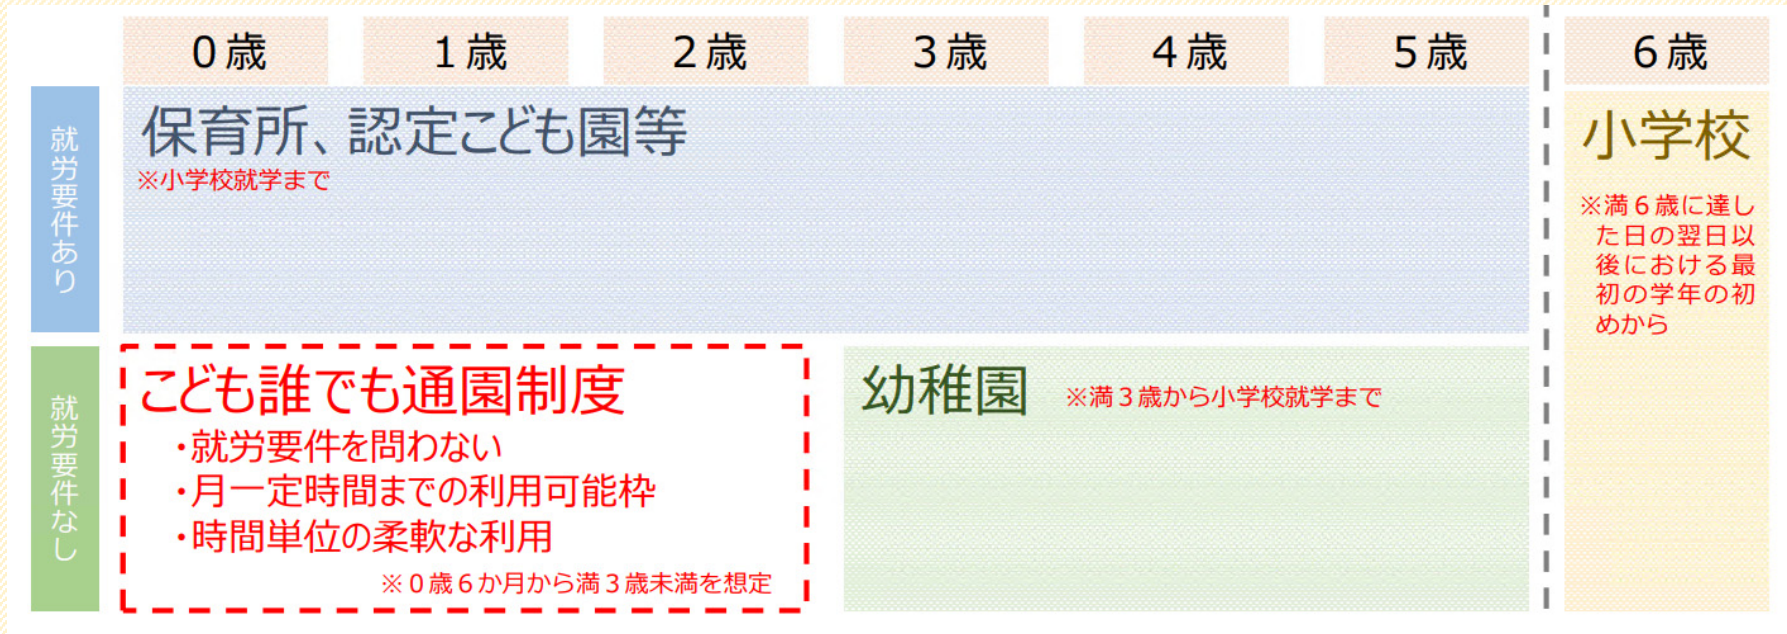 0歳
1歳
2歳
3歳
4歳
5歳
6歳
就労要件あり
保育所、認定こども園等
※小学校就学まで
小学校
※満6歳に達し
た日の翌日以
後における最
初の学年の初
めから
就労要件なし
こども誰でも通園制度
・就労要件を問わない
・月一定時間までの利用可能枠
・時間単位の柔軟な利用
※0歳6か月から満3歳未満を想定
幼稚園 ※満3歳から小学校就学まで